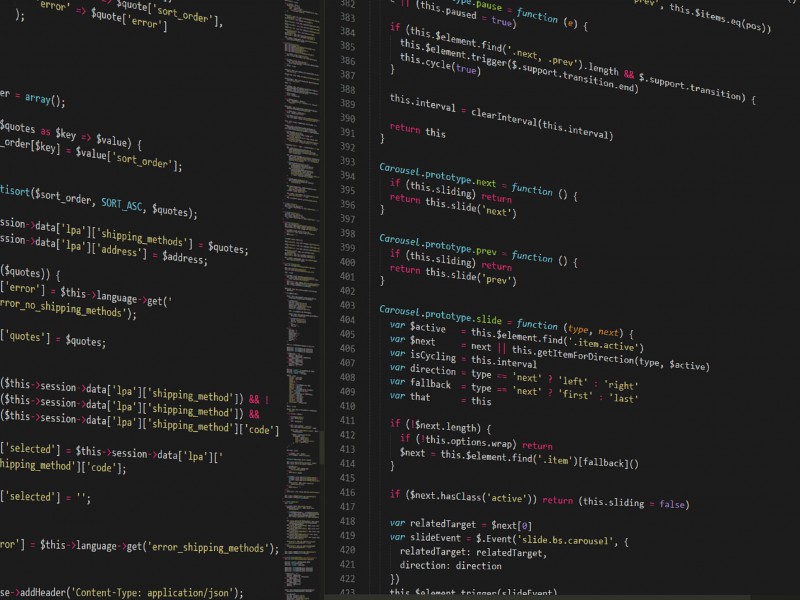 'error' => $quote['sort_order'],
=> $quote['error']
);
er = array();
$quotes as $key => $value) {
_order[$key] = $value['sort_order'];
tisort($sort_order, SORT_ASC, $quotes);
ssion->data['lpa']['shipping_methods'] = $quotes;
ssion->data['lpa']['address'] = $address;
($quotes)) {
['error'] = $this->language->get('
rror_no_shipping_methods');
['quotes'] = $quotes;
($this->session->data['lpa']['shipping_method']) && !
($this->session->data['lpa']['shipping_method']) &&
($this->session->data['lpa']['shipping_method']['code']
['selected'] = $this->session->data['lpa']['
hipping_method']['code'];
['selected'] = '';
ror'] = $this->language->get('error_shipping_methods');
se->addHeader('Content-Type: application/json');
prev', this.$items.eq(pos))
382 type.pause = function (e) {
383 || (this.paused = true)
384
385 if (this.$element.find('.next, .prev').length && $.support.transition) {
386 this.$element.trigger($.support.transition.end)
387 this.cycle(true)
388 }
389
390 this.interval = clearInterval(this.interval)
391
392 return this
393 }
394 Carousel.prototype.next = function () {
395 if (this.sliding) return
396 return this.slide('next')
397 }
398
399 Carousel.prototype.prev = function () {
400 if (this.sliding) return
401 return this.slide('prev')
402 }
403
404 Carousel.prototype.slide = function (type, next) {
405 var $active = this.$element.find('.item.active')
406 var $next = next || this.getItemForDirection(type, $active)
407 var isCycling = this.interval
408 var direction = type == 'next' ? 'left' : 'right'
409 var fallback = type == 'next' ? 'first' : 'last'
410 var that = this
411 if (!$next.length) {
412 if (!this.options.wrap) return
413 $next = this.$element.find('.item')[fallback]()
414 }
415
416 if ($next.hasClass('active')) return (this.sliding = false)
417
418 var relatedTarget = $next[0]
419 var slideEvent = $.Event('slide.bs.carousel', {
420 relatedTarget: relatedTarget,
421 direction: direction
422 })
423 this.$element.trigger(slideEvent)